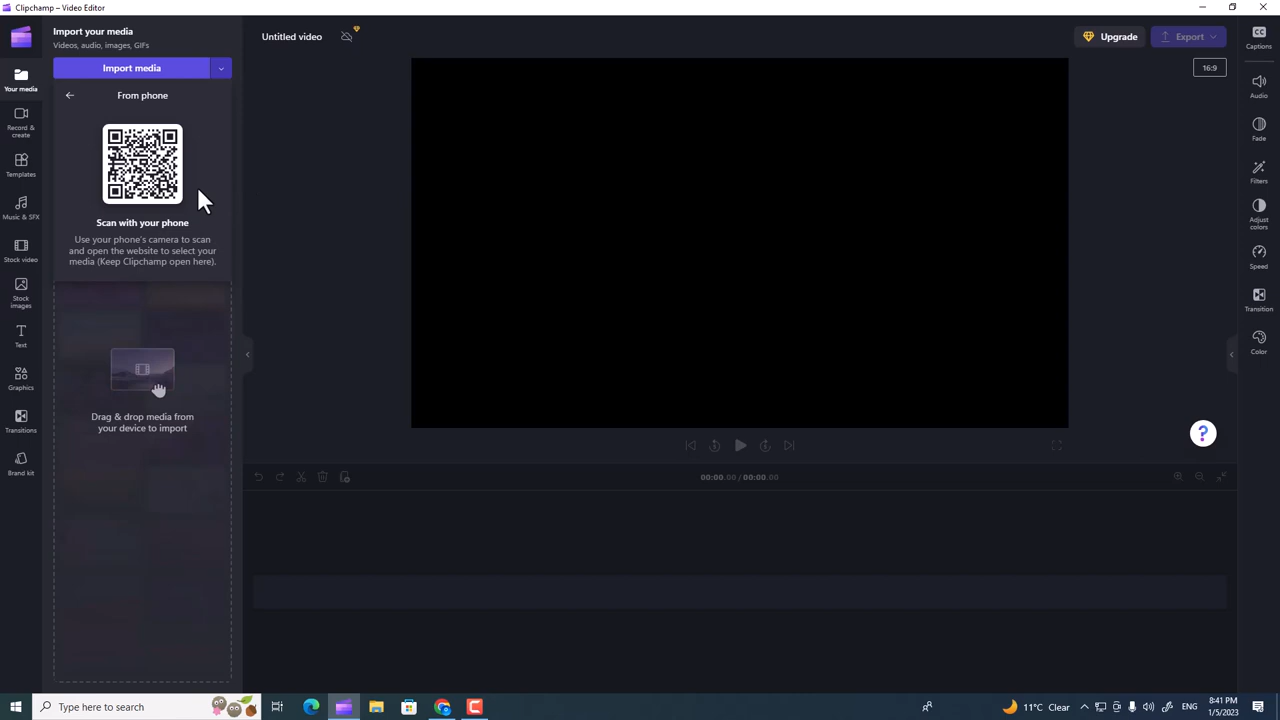 Clipchamp – Video Editor
Import your media
Videos, audio, images, GIFs
Import media
From phone
Scan with your phone
Use your phone's camera to scan
and open the website to select your
media (Keep Clipchamp open here).
Drag & drop media from
your device to import
Your media
Record &
create
Templates
Music & SFX
Stock video
Stock
images
Text
Graphics
Transitions
Brand kit
Untitled video
Upgrade
Export
16:9
?
5
5
00:00.00 / 00:00.00
Captions
Audio
Fade
Filters
Adjust
colors
Speed
Transition
Color
Type here to search
11°C Clear
ENG
8:41 PM
1/5/2023